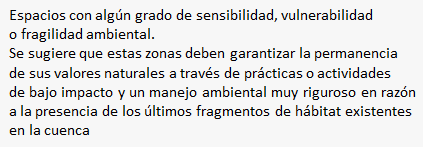 Espacios con algún grado de sensibilidad, vulnerabilidad
o fragilidad ambiental.
Se sugiere que estas zonas deben garantizar la permanencia
de sus valores naturales a través de prácticas o actividades
de bajo impacto y un manejo ambiental muy riguroso en razón
a la presencia de los últimos fragmentos de hábitat existentes
en la cuenca